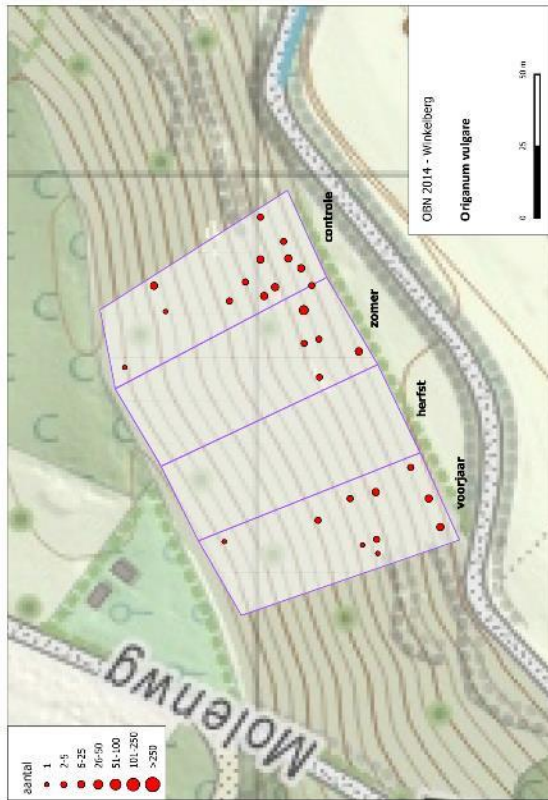 aantal
1
2-5
6-25
26-50
51-100
101-250
>250
Molenwg
voorjaar
herfst
zomer
controle
OBN 2014 - Winkelberg
Origanum vulgare
0 25 50 m